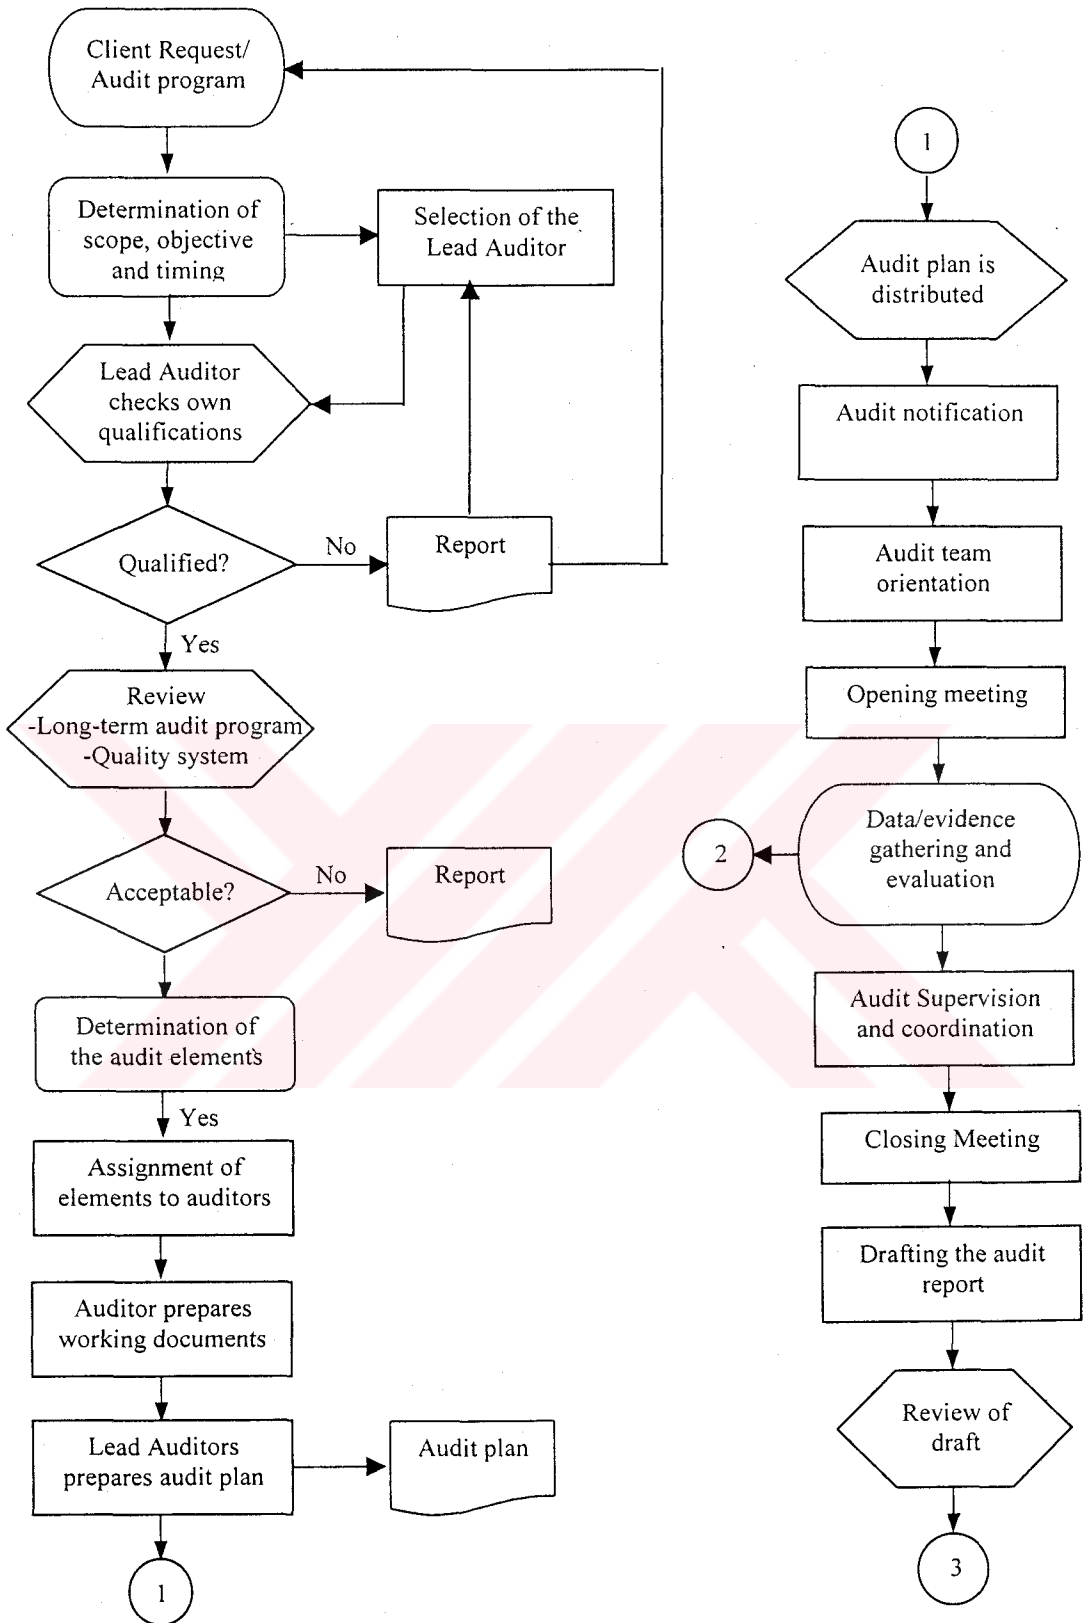 Client Request/
Audit program
Determination of
scope, objective
and timing
Selection of the
Lead Auditor
Lead Auditor
checks own
qualifications
Qualified?
No
Report
Yes
Review
-Long-term audit program
-Quality system
Acceptable?
No
Report
Determination of
the audit elements
Yes
Assignment of
elements to auditors
Auditor prepares
working documents
Lead Auditors
prepares audit plan
Audit plan
1
1
Audit plan is
distributed
Audit notification
Audit team
orientation
Opening meeting
Data/evidence
gathering and
evaluation
2
Audit Supervision
and coordination
Closing Meeting
Drafting the audit
report
Review of
draft
3